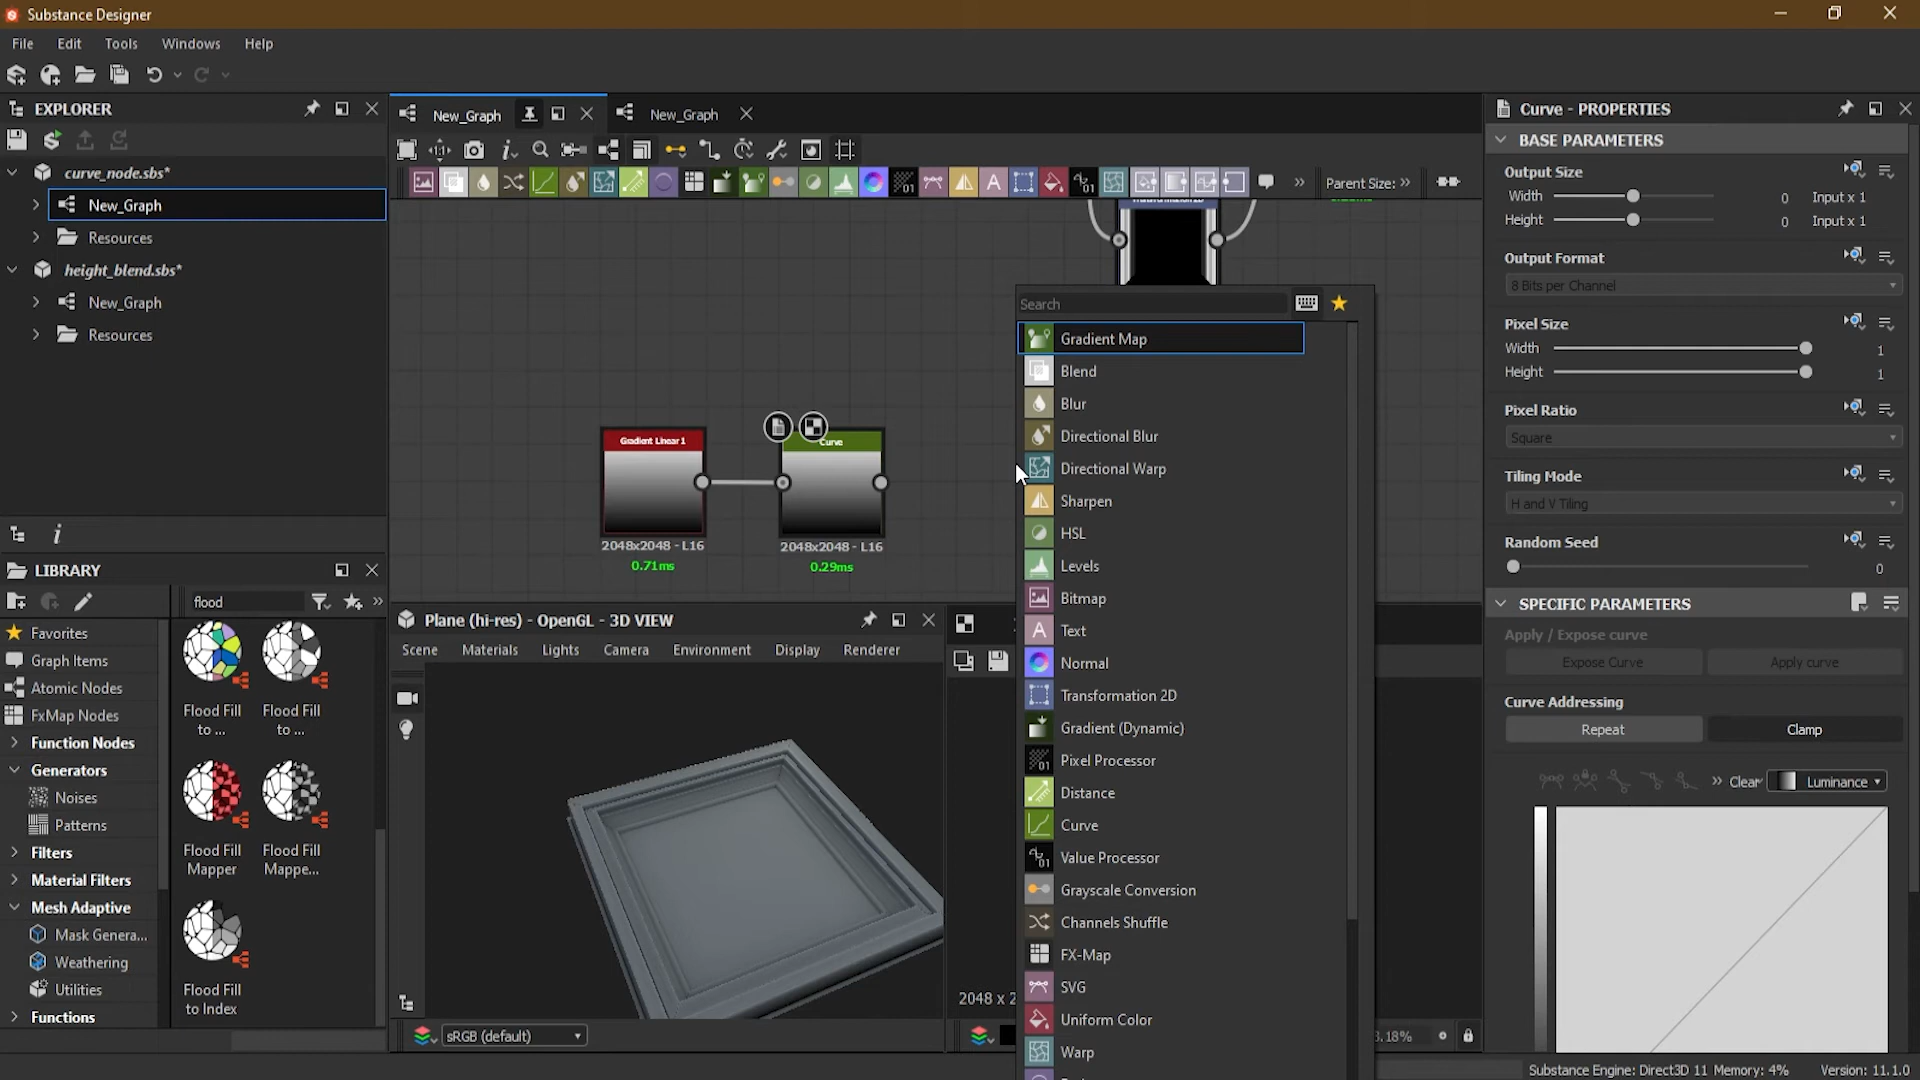 Substance Designer
File Edit Tools Windows Help
EXPLORER
curve_node.sbs*
New_Graph
Resources
height_blend.sbs*
New_Graph
Resources
LIBRARY
flood
Favorites
Graph Items
Atomic Nodes
FxMap Nodes
Function Nodes
Generators
Noises
Patterns
Filters
Material Filters
Mesh Adaptive
Mask Genera...
Weathering
Utilities
Functions
Flood Fill to ...
Flood Fill to ...
Flood Fill Mapper
Flood Fill Mappe...
Flood Fill to Index
New_Graph
New_Graph
Parent Size:
Gradient Linear 1
2048x2048 - L16
0.71ms
Curve
2048x2048 - L16
0.29ms
Search
Gradient Map
Blend
Blur
Directional Blur
Directional Warp
Sharpen
HSL
Levels
Bitmap
Text
Normal
Transformation 2D
Gradient (Dynamic)
Pixel Processor
Distance
Curve
Value Processor
Grayscale Conversion
Channels Shuffle
FX-Map
SVG
Uniform Color
Warp
Plane (hi-res) - OpenGL - 3D VIEW
Scene Materials Lights Camera Environment Display Renderer
sRGB (default)
2048 x 2
3.18%
Curve - PROPERTIES
BASE PARAMETERS
Output Size
Width 0 Input x 1
Height 0 Input x 1
Output Format
8 Bits per Channel
Pixel Size
Width 1
Height 1
Pixel Ratio
Square
Tiling Mode
H and V Tiling
Random Seed
0
SPECIFIC PARAMETERS
Apply / Expose curve
Expose Curve Apply curve
Curve Addressing
Repeat Clamp
Clear Luminance
Substance Engine: Direct3D 11 Memory: 4% Version: 11.1.0